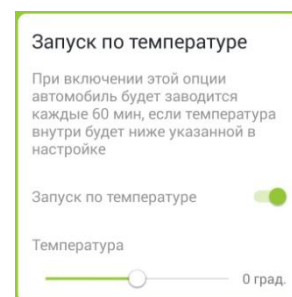 Запуск по температуре
При включении этой опции
автомобиль будет заводится
каждые 60 мин, если температура
внутри будет ниже указанной в
настройке
Запуск по температуре
Температура
0 град.